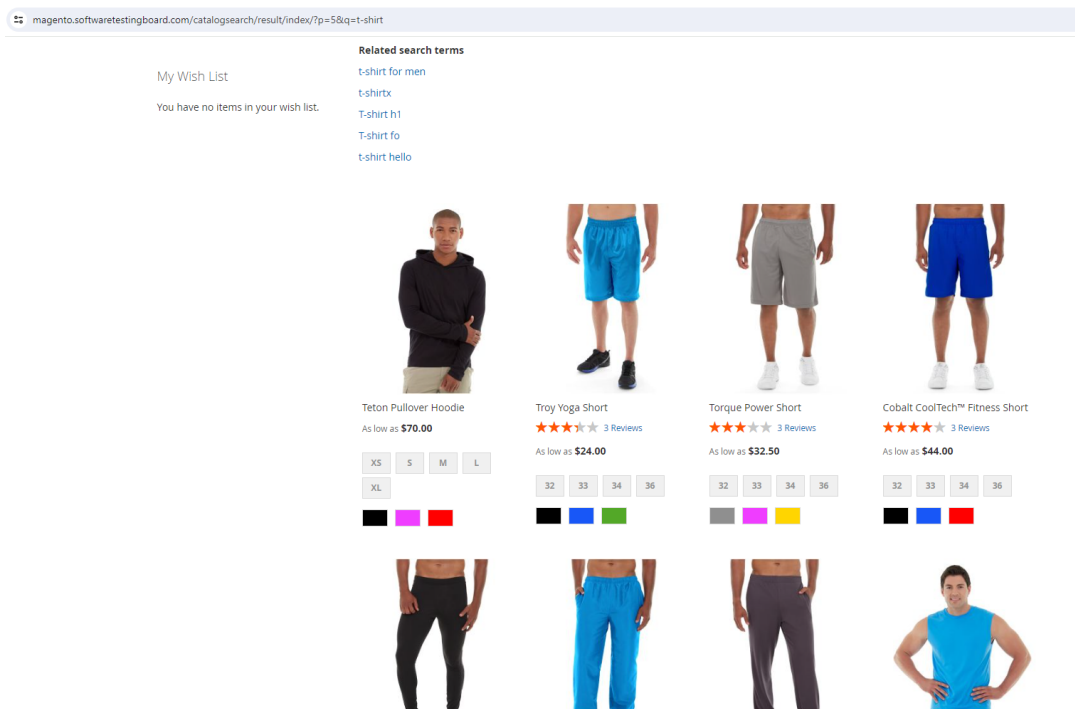 magento.softwaretestingboard.com/catalogsearch/result/index/?p=5&q=t-shirt
My Wish List
You have no items in your wish list.
Related search terms
t-shirt for men
t-shirtx
T-shirt h1
T-shirt fo
t-shirt hello
Teton Pullover Hoodie
As low as $70.00
XS S M L
XL
Troy Yoga Short
3 Reviews
As low as $24.00
32 33 34 36
Torque Power Short
3 Reviews
As low as $32.50
32 33 34 36
Cobalt CoolTech™ Fitness Short
3 Reviews
As low as $44.00
32 33 34 36